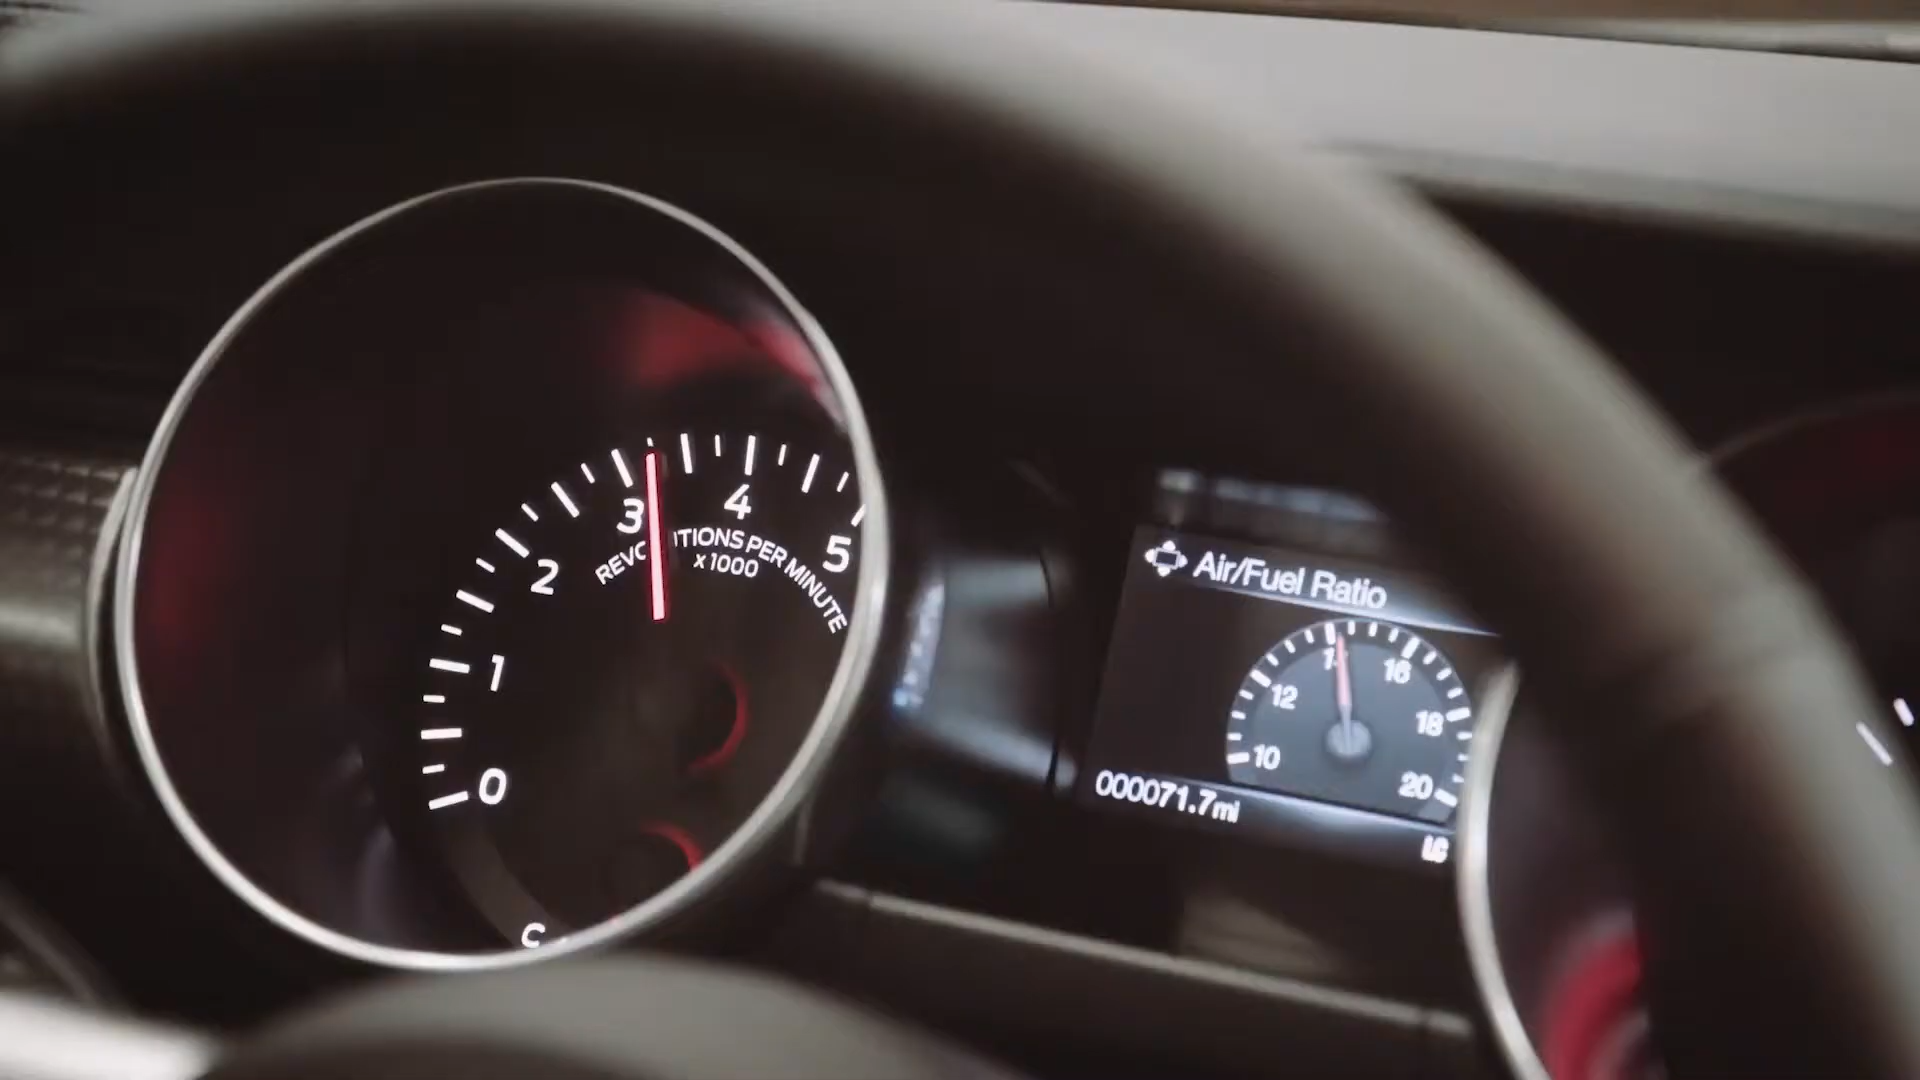 0
1
2
3
4
5
REVO TIONS PER MINUTE
x 1000
C
Air/Fuel Ratio
10
12
16
18
20
000071.7mi
LC